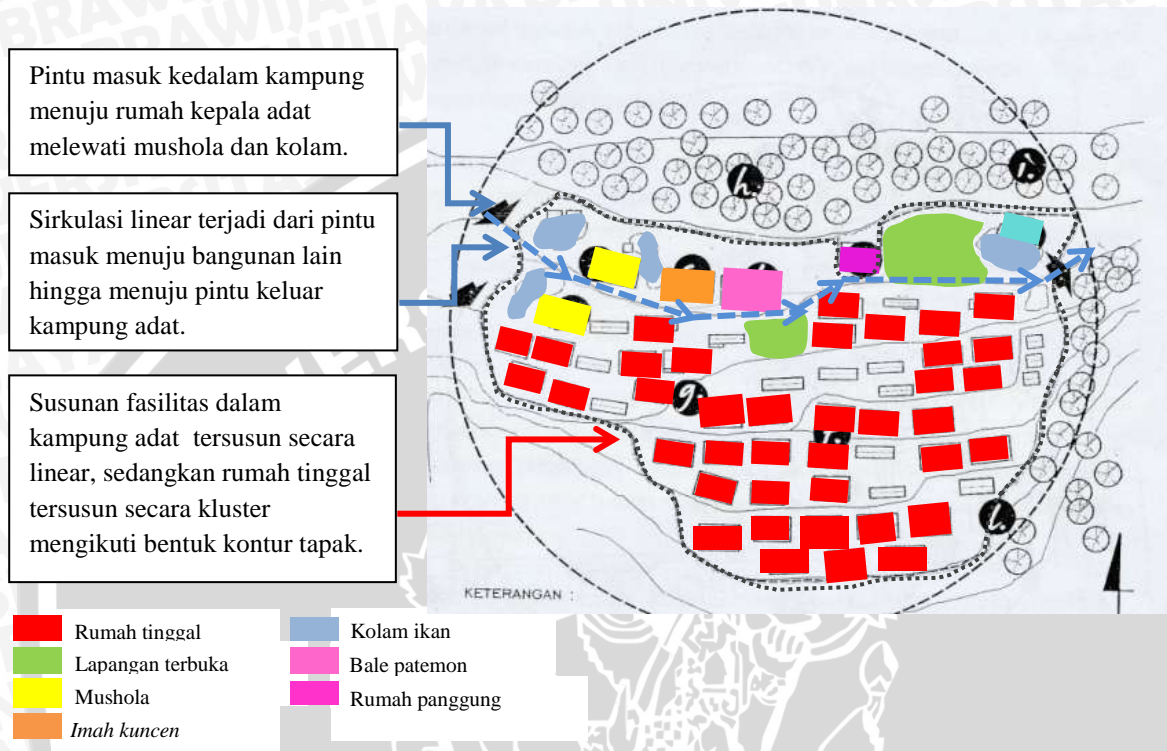 Pintu masuk kedalam kampung
menuju rumah kepala adat
melewati mushola dan kolam.
Sirkulasi linear terjadi dari pintu
masuk menuju bangunan lain
hingga menuju pintu keluar
kampung adat.
Susunan fasilitas dalam
kampung adat tersusun secara
linear, sedangkan rumah tinggal
tersusun secara kluster
mengikuti bentuk kontur tapak.
h.
i.
g.
l.
KETERANGAN :
Rumah tinggal
Lapangan terbuka
Mushola
Imah kuncen
Kolam ikan
Bale patemon
Rumah panggung